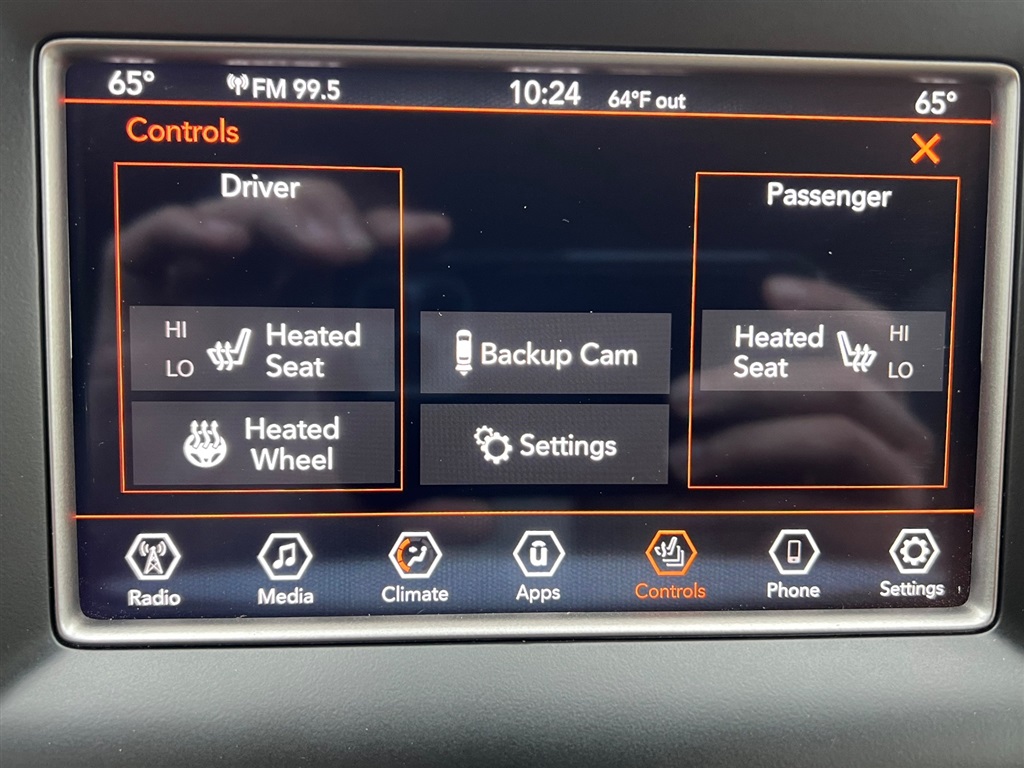 65° FM 99.5 10:24 64°F out 65°
Controls
Driver
Passenger
HI
LO
Heated
Seat
Backup Cam
Heated
Seat
HI
LO
Heated
Wheel
Settings
Radio Media Climate Apps Controls Phone Settings